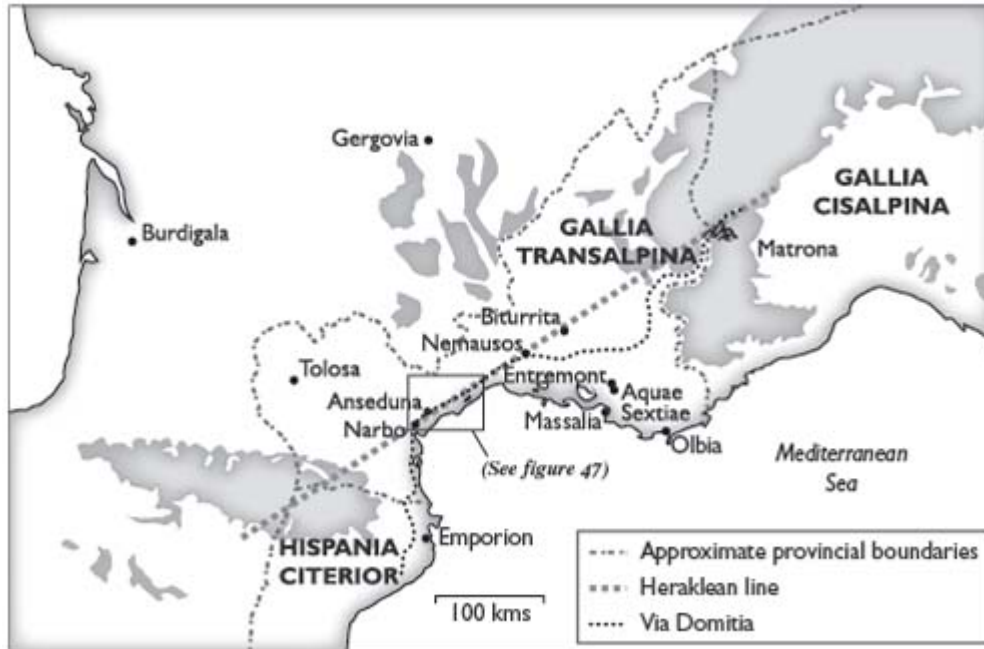 Gergovia
Burdigala
GALLIA
CISALPINA
GALLIA
TRANSALPINA
Matrona
Biturrita
Nemausos
Tolosa
Entremont
Anseduna
Aquae
Sextiae
Narbo
Massalia
Olbia
(See figure 47)
Mediterranean
Sea
Emporion
HISPANIA
CITERIOR
100 kms
Approximate provincial boundaries
Heraklean line
Via Domitia